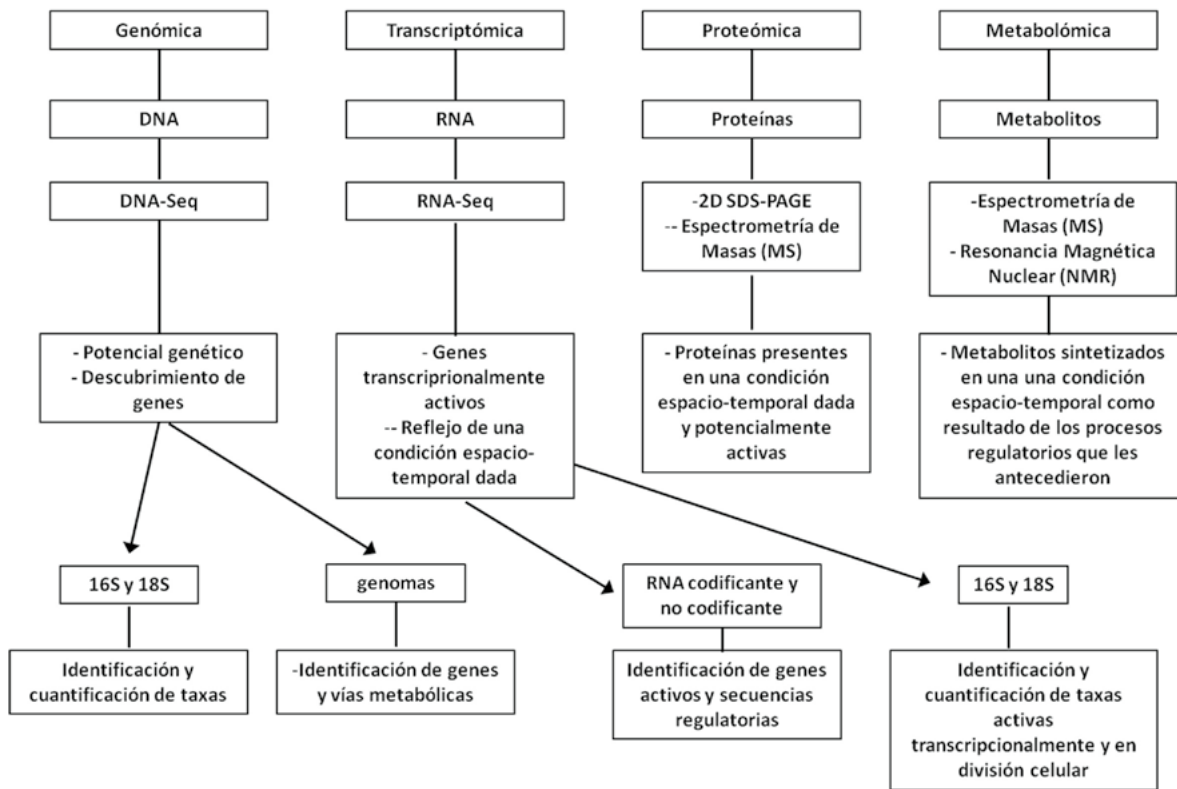 Genómica
Transcriptómica
Proteómica
Metabolómica
DNA
RNA
Proteínas
Metabolitos
DNA-Seq
RNA-Seq
-2D SDS-PAGE
-- Espectrometría de
Masas (MS)
-Espectrometría de
Masas (MS)
- Resonancia Magnética
Nuclear (NMR)
- Potencial genético
- Descubrimiento de
genes
- Genes
transcriprionalmente
activos
-- Reflejo de una
condición espacio-
temporal dada
- Proteínas presentes
en una condición
espacio-temporal dada
y potencialmente
activas
- Metabolitos sintetizados
en una una condición
espacio-temporal como
resultado de los procesos
regulatorios que les
antecedieron
16S y 18S
genomas
RNA codificante y
no codificante
16S y 18S
Identificación y
cuantificación de taxas
-Identificación de genes
y vías metabólicas
Identificación de genes
activos y secuencias
regulatorias
Identificación y
cuantificación de taxas
activas
transcripcionalmente y en
división celular